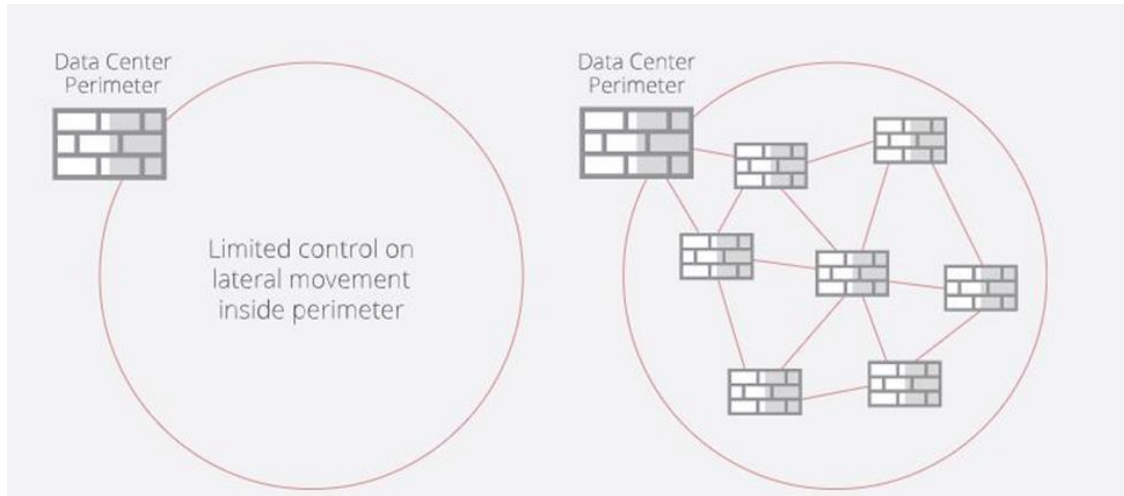 Data Center
Perimeter
Limited control on
lateral movement
inside perimeter
Data Center
Perimeter